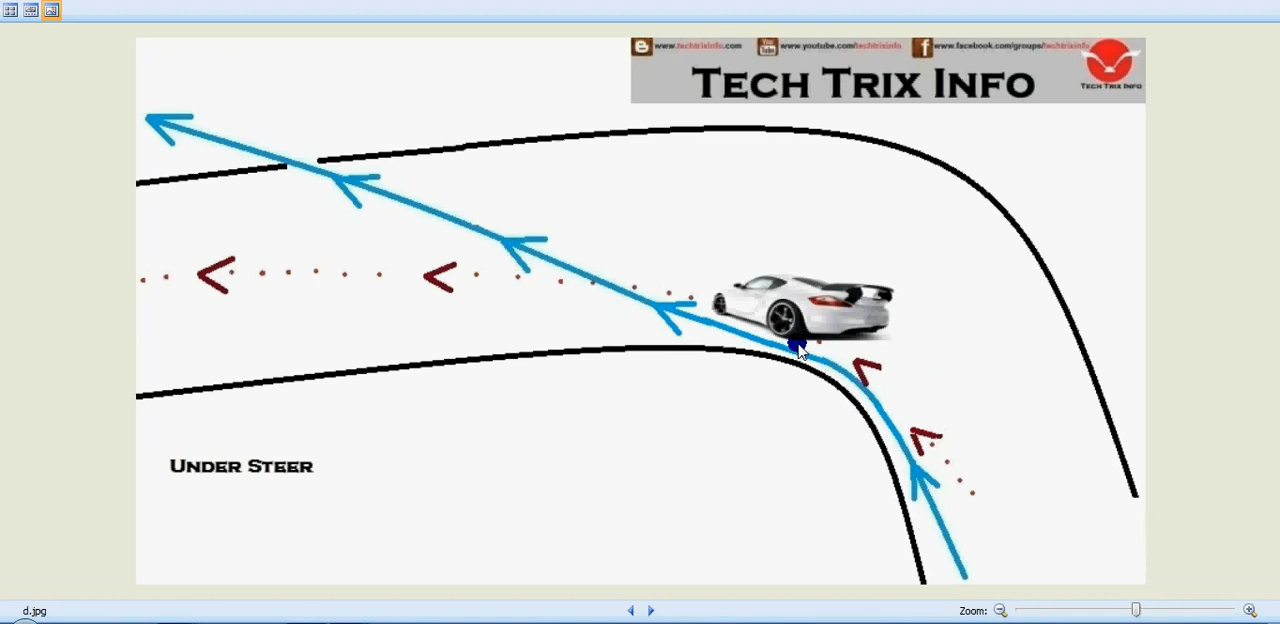 www.techtrixinfo.com www.youtube.com/techtrixinfo www.facebook.com/groups/techtrixinfo
Tech Trix Info
Tech Trix Info
Under Steer
d.jpg
Zoom: